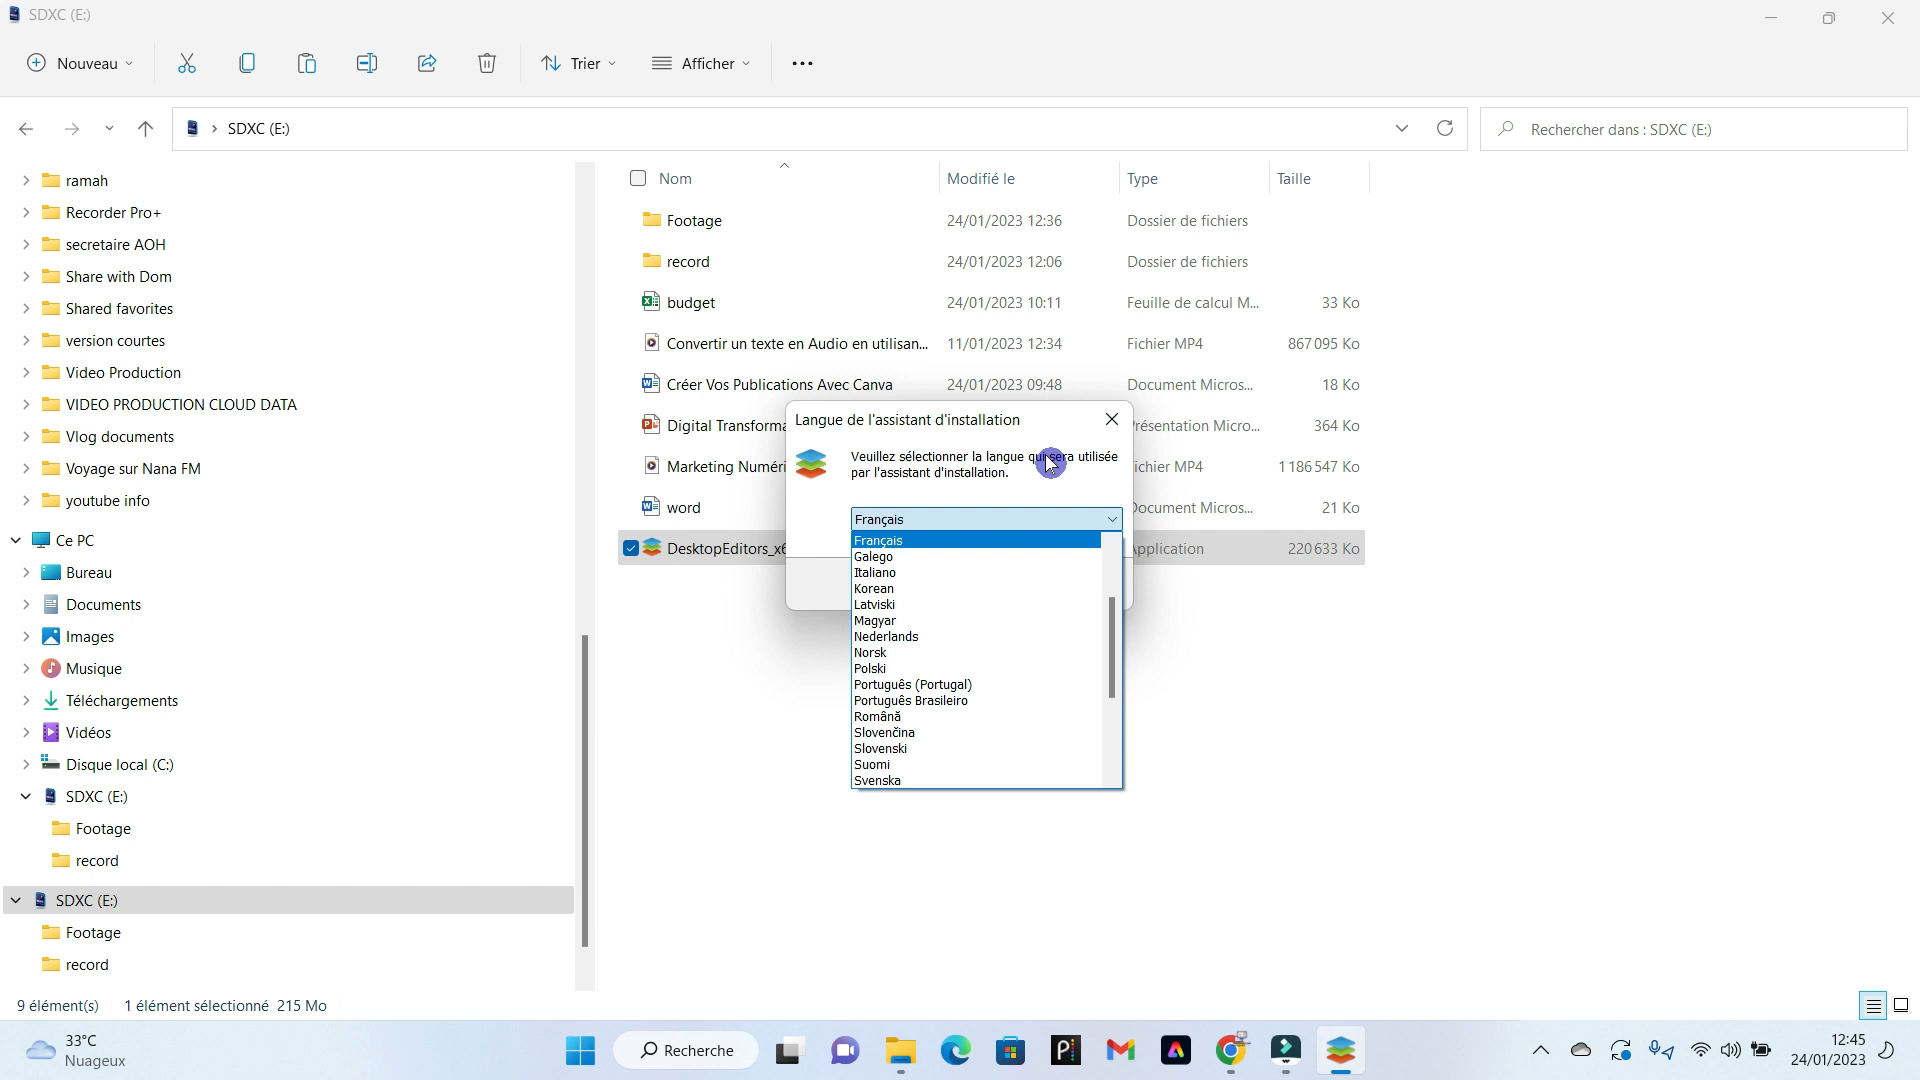 SDXC (E:)
Nouveau
Trier
Afficher
SDXC (E:)
Rechercher dans : SDXC (E:)
ramah
Recorder Pro+
secretaire AOH
Share with Dom
Shared favorites
version courtes
Video Production
VIDEO PRODUCTION CLOUD DATA
Vlog documents
Voyage sur Nana FM
youtube info
Ce PC
Bureau
Documents
Images
Musique
Téléchargements
Vidéos
Disque local (C:)
SDXC (E:)
Footage
record
SDXC (E:)
Footage
record
Nom Modifié le Type Taille
Footage 24/01/2023 12:36 Dossier de fichiers
record 24/01/2023 12:06 Dossier de fichiers
budget 24/01/2023 10:11 Feuille de calcul M... 33 Ko
Convertir un texte en Audio en utilisan... 11/01/2023 12:34 Fichier MP4 867 095 Ko
Créer Vos Publications Avec Canva 24/01/2023 09:48 Document Micros... 18 Ko
Digital Transforma résentation Micro... 364 Ko
Marketing Numéri ichier MP4 1 186 547 Ko
word ocument Micros... 21 Ko
DesktopEditors_x6 pplication 220 633 Ko
Langue de l'assistant d'installation
Veuillez sélectionner la langue qui sera utilisée
par l'assistant d'installation.
Français
Français
Galego
Italiano
Korean
Latviski
Magyar
Nederlands
Norsk
Polski
Português (Portugal)
Português Brasileiro
Română
Slovenčina
Slovenski
Suomi
Svenska
9 élément(s) 1 élément sélectionné 215 Mo
33°C
Nuageux
Recherche
12:45
24/01/2023